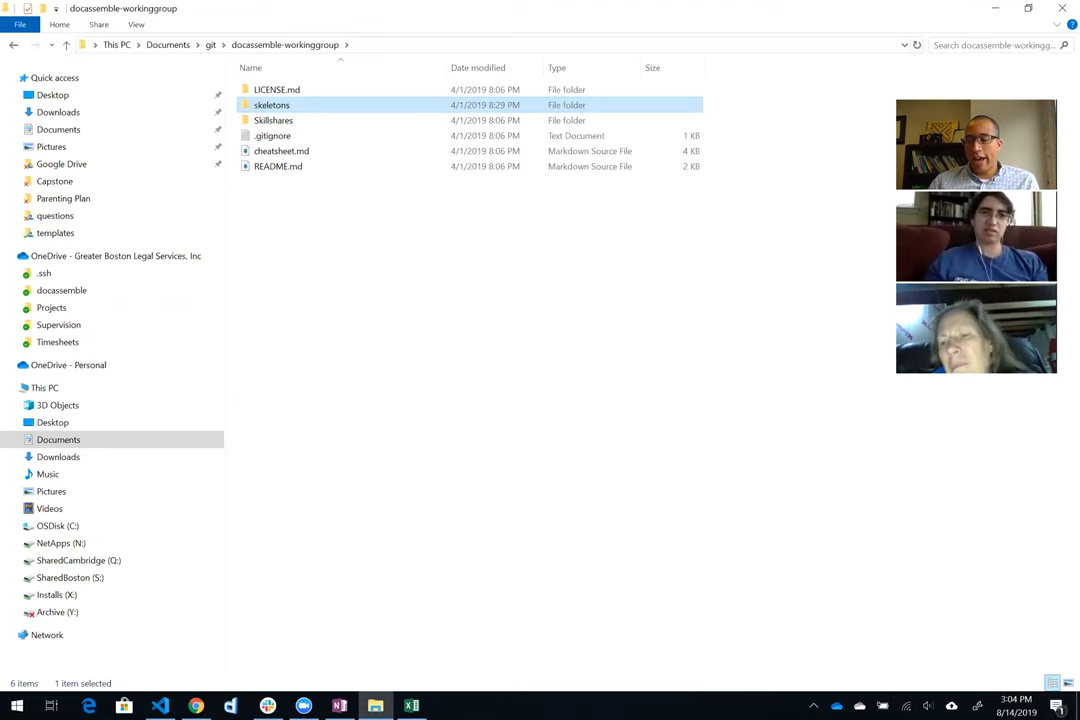 docassemble-workinggroup
File Home Share View
This PC Documents git docassemble-workinggroup Search docassemble-workingg...
Name Date modified Type Size
Quick access
Desktop
Downloads
Documents
Pictures
Google Drive
Capstone
Parenting Plan
questions
templates
OneDrive - Greater Boston Legal Services, Inc
.ssh
docassemble
Projects
Supervision
Timesheets
OneDrive - Personal
This PC
3D Objects
Desktop
Documents
Downloads
Music
Pictures
Videos
OSDisk (C:)
NetApps (N:)
SharedCambridge (Q:)
SharedBoston (S:)
Installs (X:)
Archive (Y:)
Network
LICENSE.md 4/1/2019 8:06 PM File folder
skeletons 4/1/2019 8:29 PM File folder
Skillshares 4/1/2019 8:06 PM File folder
.gitignore 4/1/2019 8:06 PM Text Document 1 KB
cheatsheet.md 4/1/2019 8:06 PM Markdown Source File 4 KB
README.md 4/1/2019 8:06 PM Markdown Source File 2 KB
6 items 1 item selected
3:04 PM
8/14/2019